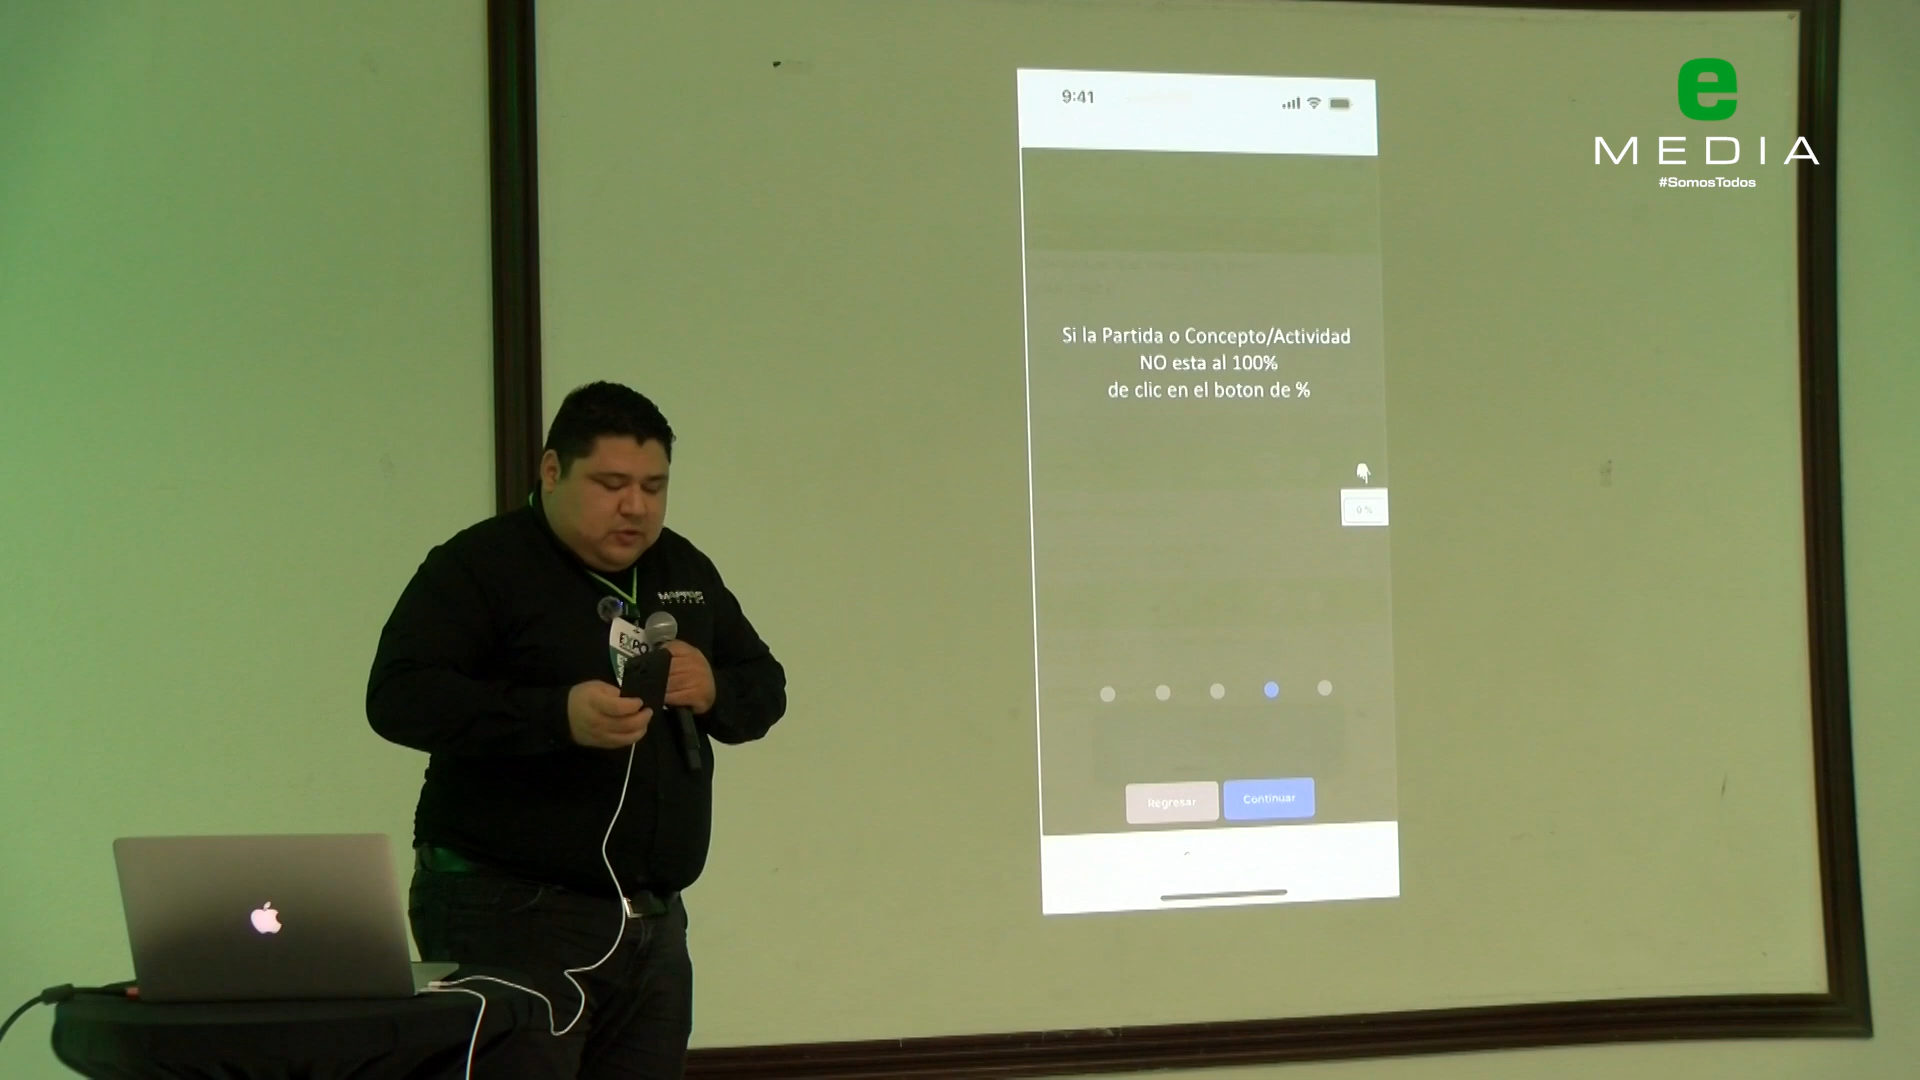 9:41
e
MEDIA
#SomosTodos
Si la Partida o Concepto/Actividad
NO esta al 100%
de clic en el boton de %
0 %
Regresar
Continuar
EXPO